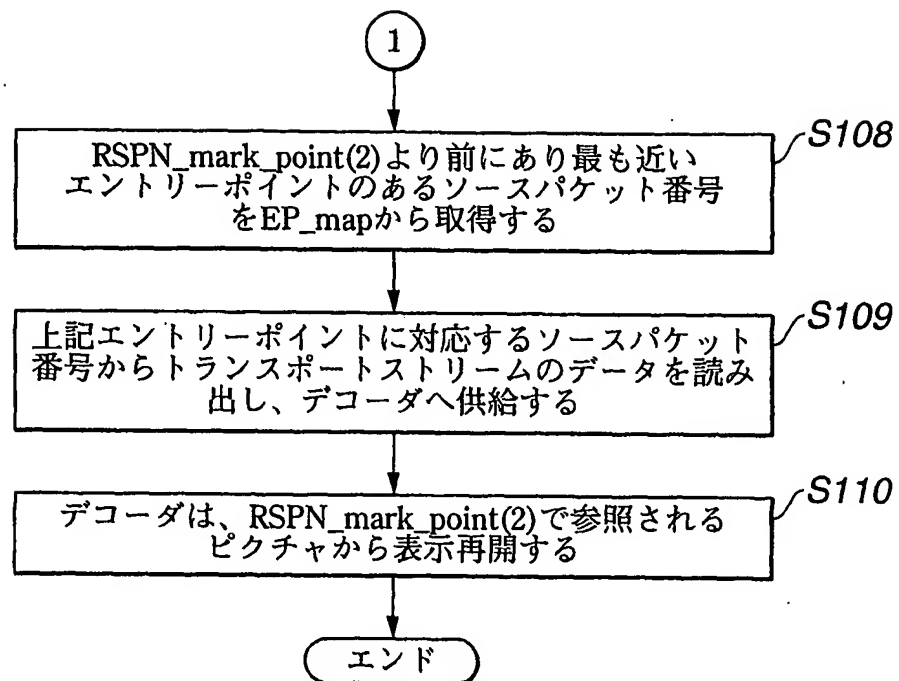 1
RSPN_mark_point(2)より前にあり最も近い
エントリーポイントのあるソースパケット番号
をEP_mapから取得する
S108
上記エントリーポイントに対応するソースパケット
番号からトランスポートストリームのデータを読み
出し、デコーダへ供給する
S109
デコーダは、RSPN_mark_point(2)で参照される
ピクチャから表示再開する
S110
エンド